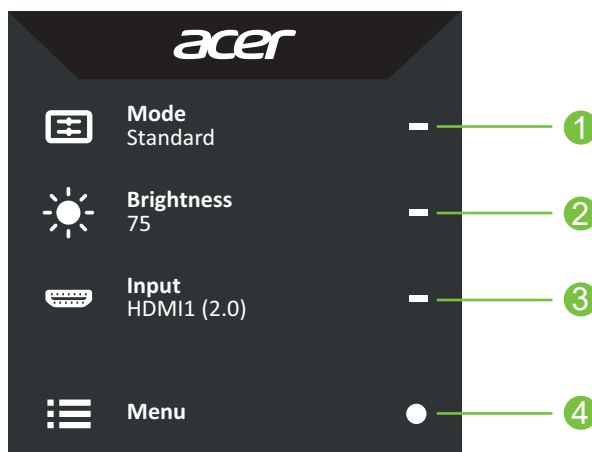 acer
Mode
Standard
1
Brightness
75
2
Input
HDMI1 (2.0)
3
Menu
4